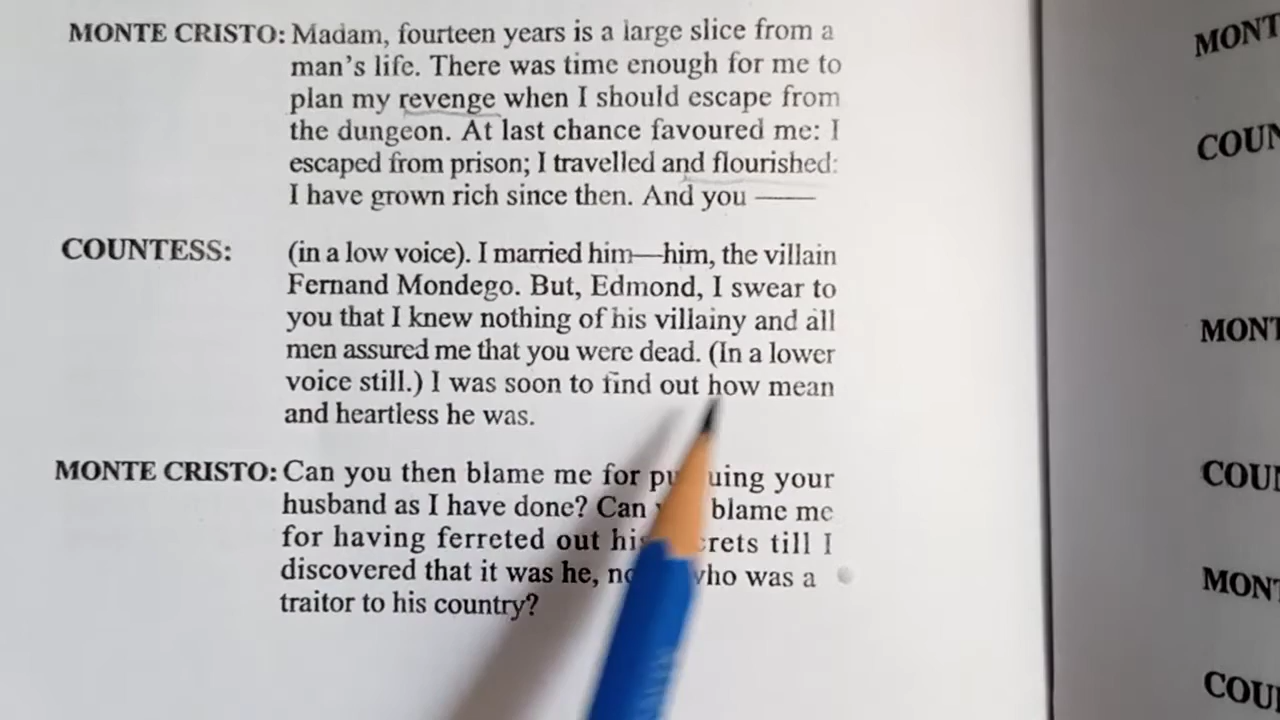 MONTE CRISTO: Madam, fourteen years is a large slice from a
man's life. There was time enough for me to
plan my revenge when I should escape from
the dungeon. At last chance favoured me: I
escaped from prison; I travelled and flourished:
I have grown rich since then. And you ——
COUNTESS: (in a low voice). I married him—him, the villain
Fernand Mondego. But, Edmond, I swear to
you that I knew nothing of his villainy and all
men assured me that you were dead. (In a lower
voice still.) I was soon to find out how mean
and heartless he was.
MONTE CRISTO: Can you then blame me for your
husband as I have done? Can blame me
for having ferreted out till I
discovered that it was he, who was a
traitor to his country?
MONT
COUN
MONT
COU
MONT
COU